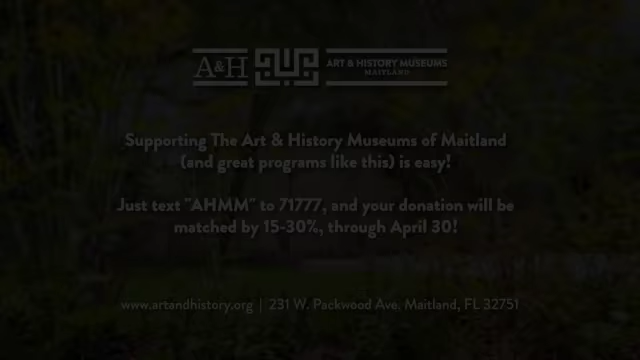 A&H ART & HISTORY MUSEUMS
MAITLAND
Supporting The Art & History Museums of Maitland
(and great programs like this) is easy!
Just text "AHMM" to 71777, and your donation will be
matched by 15-30%, through April 30!
www.artandhistory.org | 231 W. Packwood Ave. Maitland, FL 32751